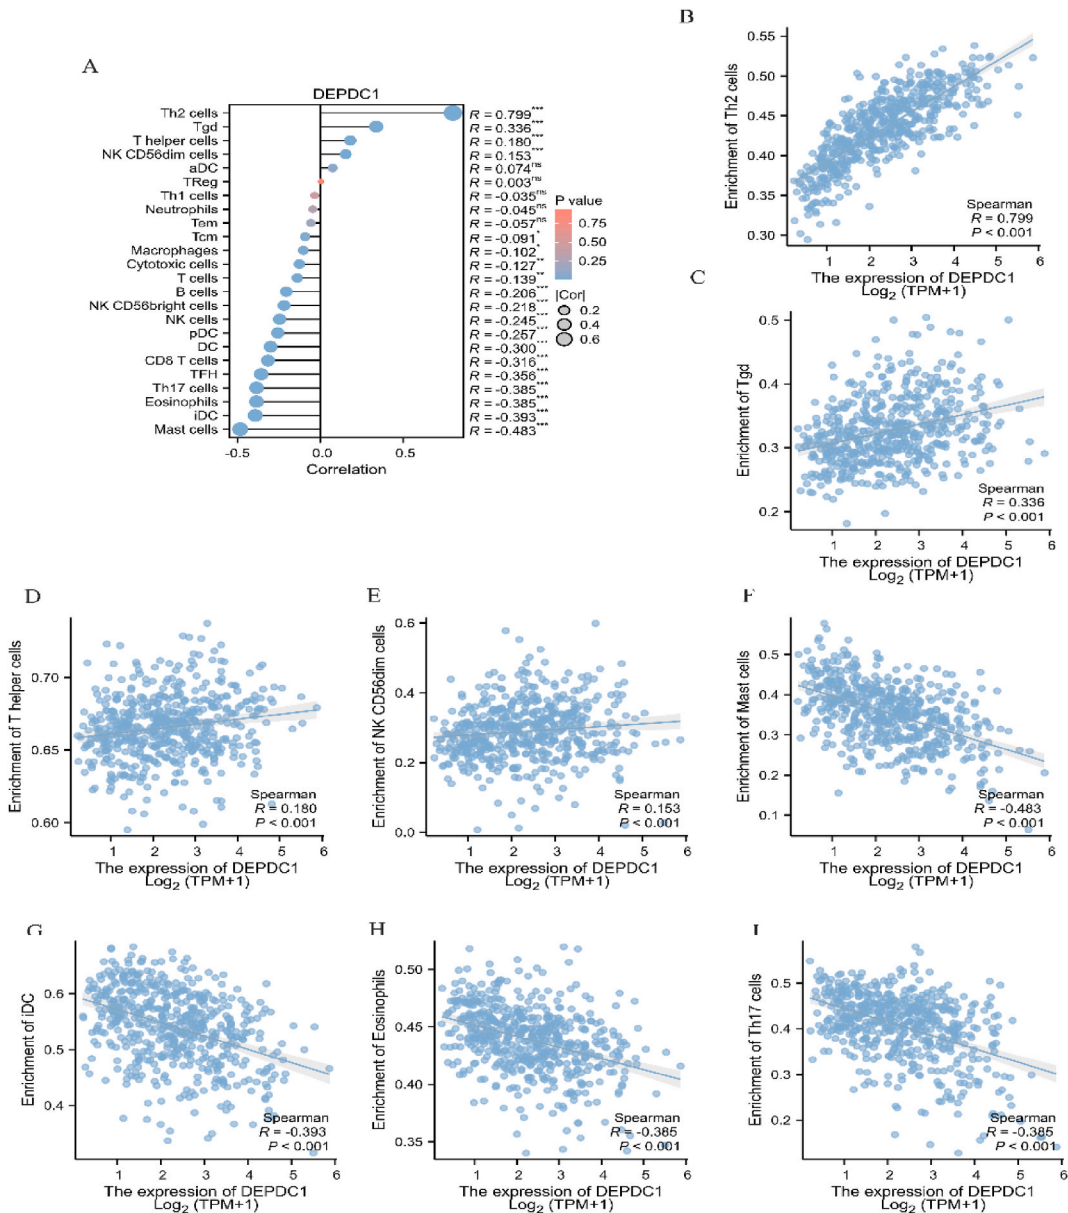 A
DEPDC1
Th2 cells R = 0.799***
Tgd R = 0.336***
T helper cells R = 0.180***
NK CD56dim cells R = 0.153***
aDC R = 0.074ns
TReg R = 0.003ns
Th1 cells R = -0.035ns
Neutrophils R = -0.045ns
Tem R = -0.057ns
Tcm R = -0.091*
Macrophages R = -0.102*
Cytotoxic cells R = -0.127**
T cells R = -0.139**
B cells R = -0.206***
NK CD56bright cells R = -0.218***
NK cells R = -0.245***
pDC R = -0.257***
DC R = -0.300***
CD8 T cells R = -0.316***
TFH R = -0.356***
Th17 cells R = -0.385***
Eosinophils R = -0.385***
iDC R = -0.393***
Mast cells R = -0.483***
-0.5 0.0 0.5
Correlation
P value
0.75
0.50
0.25
|Cor|
0.2
0.4
0.6
B
Enrichment of Th2 cells
0.55
0.50
0.45
0.40
0.35
0.30
Spearman
R = 0.799
P < 0.001
1 2 3 4 5 6
The expression of DEPDC1
Log2 (TPM+1)
C
Enrichment of Tgd
0.5
0.4
0.3
0.2
Spearman
R = 0.336
P < 0.001
1 2 3 4 5 6
The expression of DEPDC1
Log2 (TPM+1)
D
Enrichment of T helper cells
0.70
0.65
0.60
Spearman
R = 0.180
P < 0.001
1 2 3 4 5 6
The expression of DEPDC1
Log2 (TPM+1)
E
Enrichment of NK CD56dim cells
0.6
0.4
0.2
0.0
Spearman
R = 0.153
P < 0.001
1 2 3 4 5 6
The expression of DEPDC1
Log2 (TPM+1)
F
Enrichment of Mast cells
0.5
0.4
0.3
0.2
0.1
Spearman
R = -0.483
P < 0.001
1 2 3 4 5 6
The expression of DEPDC1
Log2 (TPM+1)
G
Enrichment of iDC
0.6
0.5
0.4
Spearman
R = -0.393
P < 0.001
1 2 3 4 5 6
The expression of DEPDC1
Log2 (TPM+1)
H
Enrichment of Eosinophils
0.50
0.45
0.40
0.35
Spearman
R = -0.385
P < 0.001
1 2 3 4 5 6
The expression of DEPDC1
Log2 (TPM+1)
I
Enrichment of Th17 cells
0.5
0.4
0.3
0.2
Spearman
R = -0.385
P < 0.001
1 2 3 4 5 6
The expression of DEPDC1
Log2 (TPM+1)